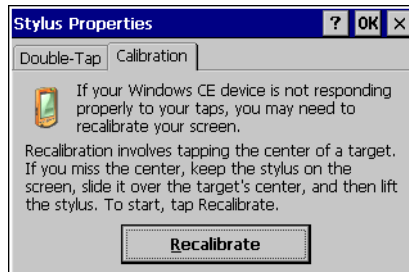 Stylus Properties ? OK ×
Double-Tap Calibration
If your Windows CE device is not responding
properly to your taps, you may need to
recalibrate your screen.
Recalibration involves tapping the center of a target.
If you miss the center, keep the stylus on the
screen, slide it over the target's center, and then lift
the stylus. To start, tap Recalibrate.
Recalibrate